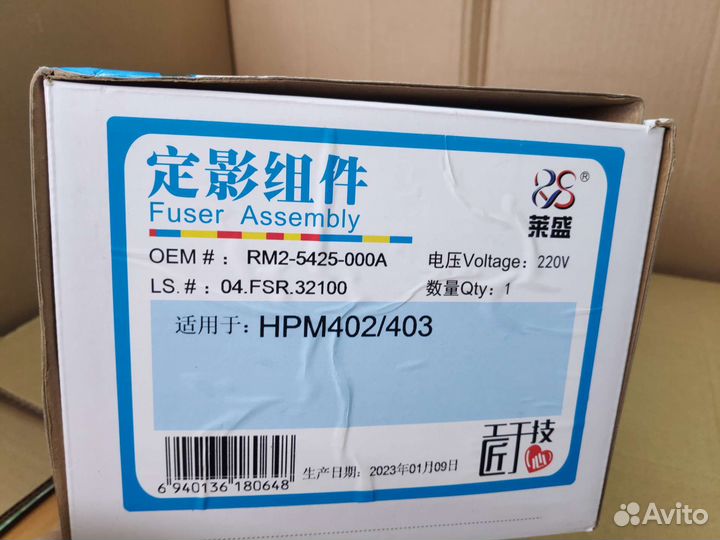 定影组件
Fuser Assembly
莱盛®
OEM # : RM2-5425-000A 电压Voltage: 220V
LS. # : 04.FSR.32100 数量Qty: 1
适用于: HPM402/403
匠 技
心
6 940136 180648
生产日期: 2023年01月09日
Avito